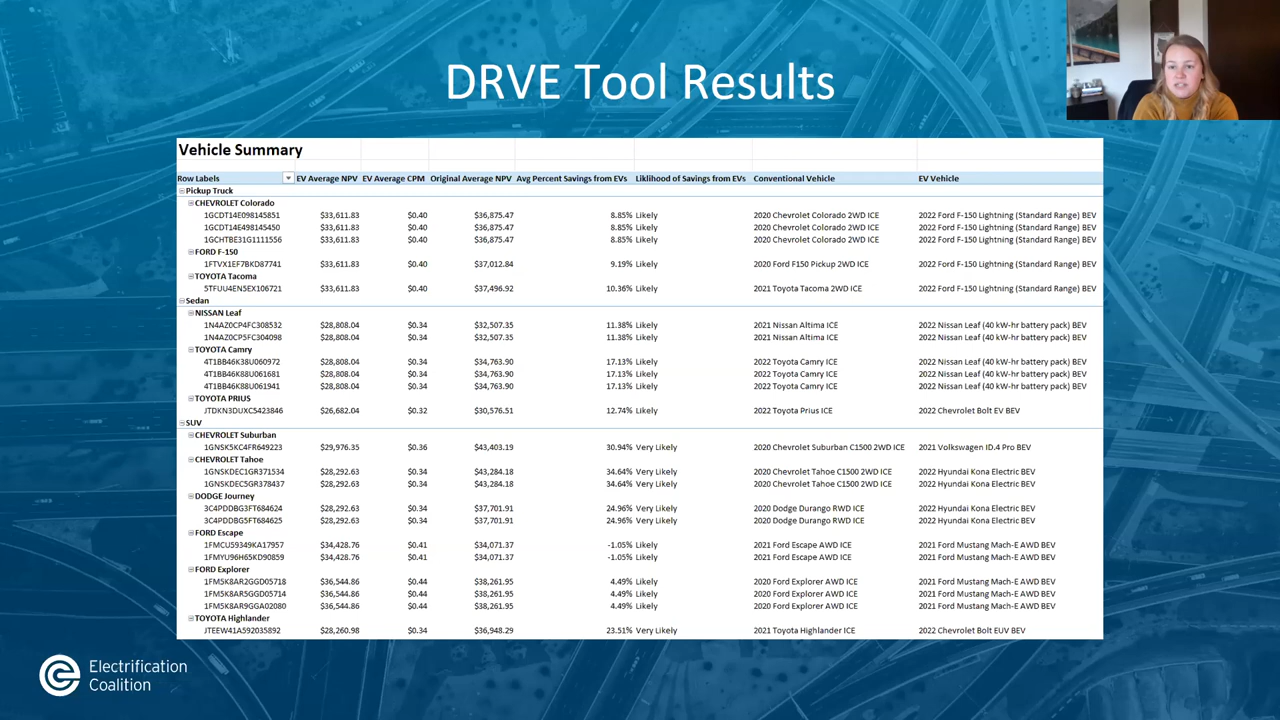 DRVE Tool Results
Vehicle Summary
Row Labels EV Average NPV EV Average CPM Original Average NPV Avg Percent Savings from EVs Liklihood of Savings from EVs Conventional Vehicle EV Vehicle
Pickup Truck
CHEVROLET Colorado
1GCDT14E098145851 $33,611.83 $0.40 $36,875.47 8.85% Likely 2020 Chevrolet Colorado 2WD ICE 2022 Ford F-150 Lightning (Standard Range) BEV
1GCDT14E498145450 $33,611.83 $0.40 $36,875.47 8.85% Likely 2020 Chevrolet Colorado 2WD ICE 2022 Ford F-150 Lightning (Standard Range) BEV
1GCHTBE31G1111556 $33,611.83 $0.40 $36,875.47 8.85% Likely 2020 Chevrolet Colorado 2WD ICE 2022 Ford F-150 Lightning (Standard Range) BEV
FORD F-150
1FTVX1EF7BKD87741 $33,611.83 $0.40 $37,012.84 9.19% Likely 2020 Ford F150 Pickup 2WD ICE 2022 Ford F-150 Lightning (Standard Range) BEV
TOYOTA Tacoma
5TFUU4EN5EX106721 $33,611.83 $0.40 $37,496.92 10.36% Likely 2021 Toyota Tacoma 2WD ICE 2022 Ford F-150 Lightning (Standard Range) BEV
Sedan
NISSAN Leaf
1N4AZ0CP4FC308532 $28,808.04 $0.34 $32,507.35 11.38% Likely 2021 Nissan Altima ICE 2022 Nissan Leaf (40 kW-hr battery pack) BEV
1N4AZ0CP5FC304098 $28,808.04 $0.34 $32,507.35 11.38% Likely 2021 Nissan Altima ICE 2022 Nissan Leaf (40 kW-hr battery pack) BEV
TOYOTA Camry
4T1BB46K38U060972 $28,808.04 $0.34 $34,763.90 17.13% Likely 2022 Toyota Camry ICE 2022 Nissan Leaf (40 kW-hr battery pack) BEV
4T1BB46K88U061681 $28,808.04 $0.34 $34,763.90 17.13% Likely 2022 Toyota Camry ICE 2022 Nissan Leaf (40 kW-hr battery pack) BEV
4T1BB46K88U061941 $28,808.04 $0.34 $34,763.90 17.13% Likely 2022 Toyota Camry ICE 2022 Nissan Leaf (40 kW-hr battery pack) BEV
TOYOTA PRIUS
JTDKN3DUXC5423846 $26,682.04 $0.32 $30,576.51 12.74% Likely 2022 Toyota Prius ICE 2022 Chevrolet Bolt EV BEV
SUV
CHEVROLET Suburban
1GNSK5KC4FR649223 $29,976.35 $0.36 $43,403.19 30.94% Very Likely 2020 Chevrolet Suburban C1500 2WD ICE 2021 Volkswagen ID.4 Pro BEV
CHEVROLET Tahoe
1GNSKDEC1GR371534 $28,292.63 $0.34 $43,284.18 34.64% Very Likely 2020 Chevrolet Tahoe C1500 2WD ICE 2022 Hyundai Kona Electric BEV
1GNSKDEC5GR378437 $28,292.63 $0.34 $43,284.18 34.64% Very Likely 2020 Chevrolet Tahoe C1500 2WD ICE 2022 Hyundai Kona Electric BEV
DODGE Journey
3C4PDDBG3FT684624 $28,292.63 $0.34 $37,701.91 24.96% Very Likely 2020 Dodge Durango RWD ICE 2022 Hyundai Kona Electric BEV
3C4PDDBG5FT684625 $28,292.63 $0.34 $37,701.91 24.96% Very Likely 2020 Dodge Durango RWD ICE 2022 Hyundai Kona Electric BEV
FORD Escape
1FMCU59349KA17957 $34,428.76 $0.41 $34,071.37 -1.05% Likely 2021 Ford Escape AWD ICE 2021 Ford Mustang Mach-E AWD BEV
1FMYU96H65KD90859 $34,428.76 $0.41 $34,071.37 -1.05% Likely 2021 Ford Escape AWD ICE 2021 Ford Mustang Mach-E AWD BEV
FORD Explorer
1FM5K8AR2GGD05718 $36,544.86 $0.44 $38,261.95 4.49% Likely 2020 Ford Explorer AWD ICE 2021 Ford Mustang Mach-E AWD BEV
1FM5K8AR5GGD05714 $36,544.86 $0.44 $38,261.95 4.49% Likely 2020 Ford Explorer AWD ICE 2021 Ford Mustang Mach-E AWD BEV
1FM5K8AR9GGA02080 $36,544.86 $0.44 $38,261.95 4.49% Likely 2020 Ford Explorer AWD ICE 2021 Ford Mustang Mach-E AWD BEV
TOYOTA Highlander
JTEEW41A592035892 $28,260.98 $0.34 $36,948.29 23.51% Very Likely 2021 Toyota Highlander ICE 2022 Chevrolet Bolt EUV BEV
Electrification
Coalition